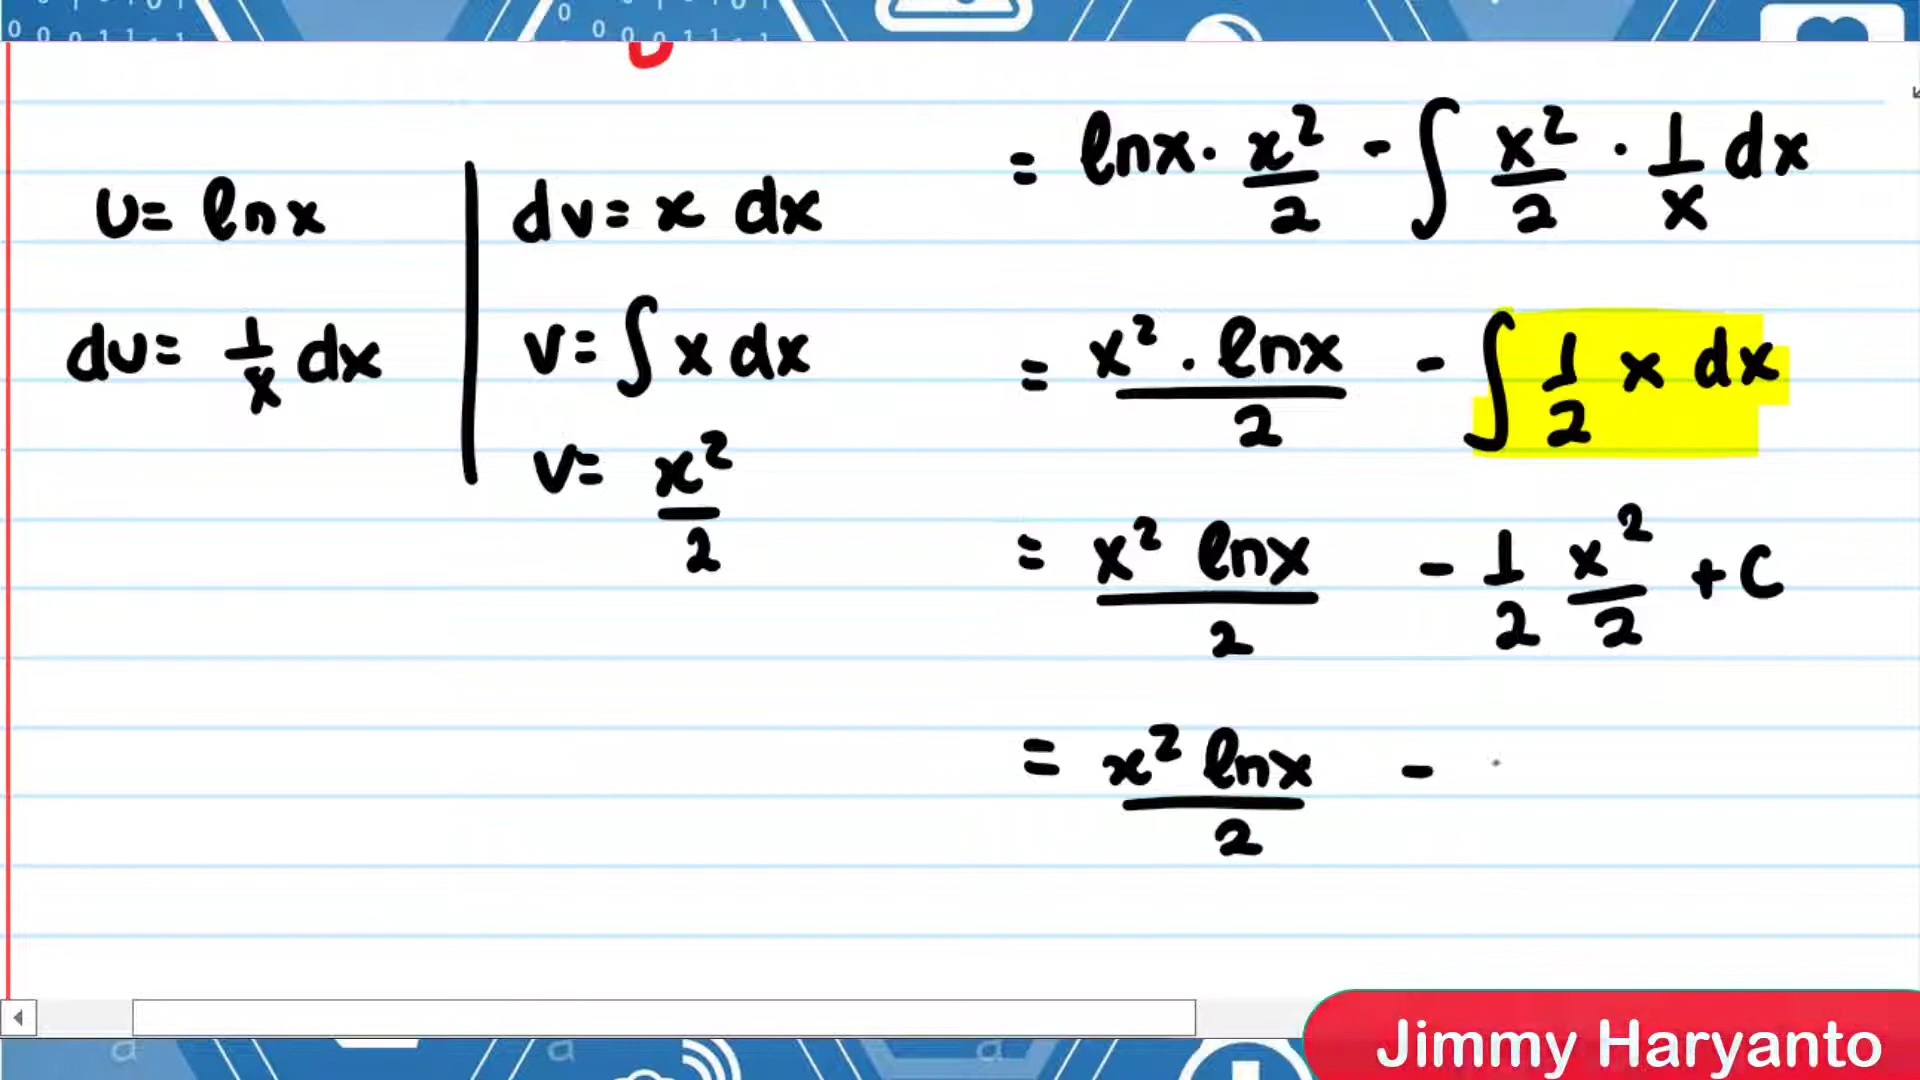 u = ln x
du = 1/x dx
dv = x dx
v = ∫ x dx
v = x²/2
= ln x · x²/2 - ∫ x²/2 · 1/x dx
= x² · ln x / 2 - ∫ 1/2 x dx
= x² ln x / 2 - 1/2 x²/2 + C
= x² ln x / 2 -
Jimmy Haryanto